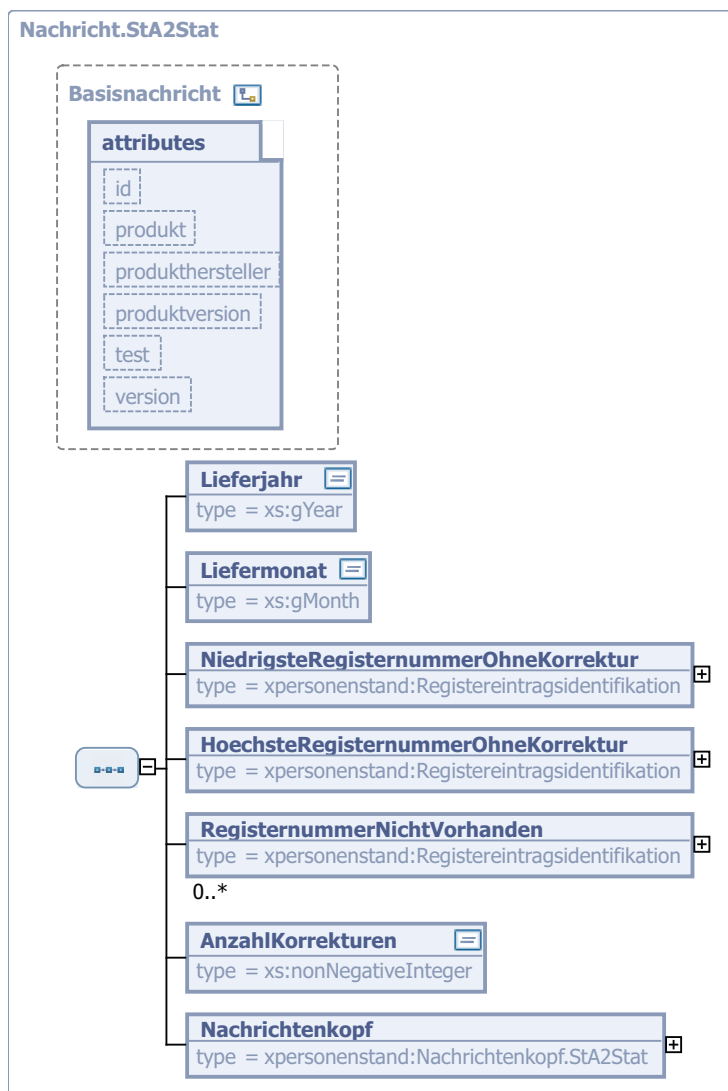 Nachricht.StA2Stat
Basisnachricht
attributes
id
produkt
produkthersteller
produktversion
test
version
Lieferjahr
type = xs:gYear
Liefermonat
type = xs:gMonth
NiedrigsteRegisternummerOhneKorrektur
type = xpersonenstand:Registereintragsidentifikation
HoechsteRegisternummerOhneKorrektur
type = xpersonenstand:Registereintragsidentifikation
RegisternummerNichtVorhanden
type = xpersonenstand:Registereintragsidentifikation
0..*
AnzahlKorrekturen
type = xs:nonNegativeInteger
Nachrichtenkopf
type = xpersonenstand:Nachrichtenkopf.StA2Stat